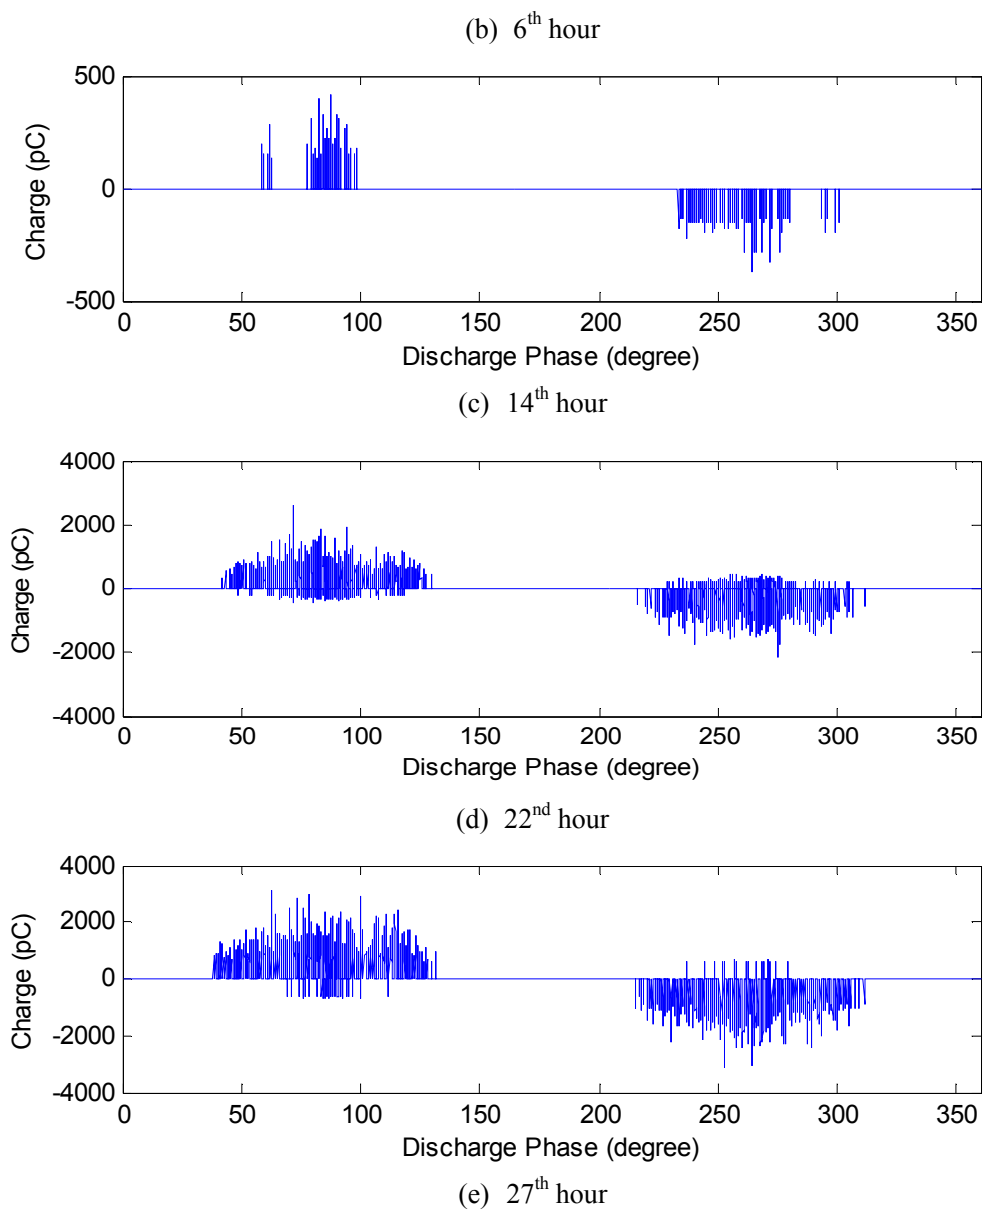 (b) 6th hour
500
0
-500
Charge (pC)
0 50 100 150 200 250 300 350
Discharge Phase (degree)
(c) 14th hour
4000
2000
0
-2000
-4000
Charge (pC)
0 50 100 150 200 250 300 350
Discharge Phase (degree)
(d) 22nd hour
4000
2000
0
-2000
-4000
Charge (pC)
0 50 100 150 200 250 300 350
Discharge Phase (degree)
(e) 27th hour